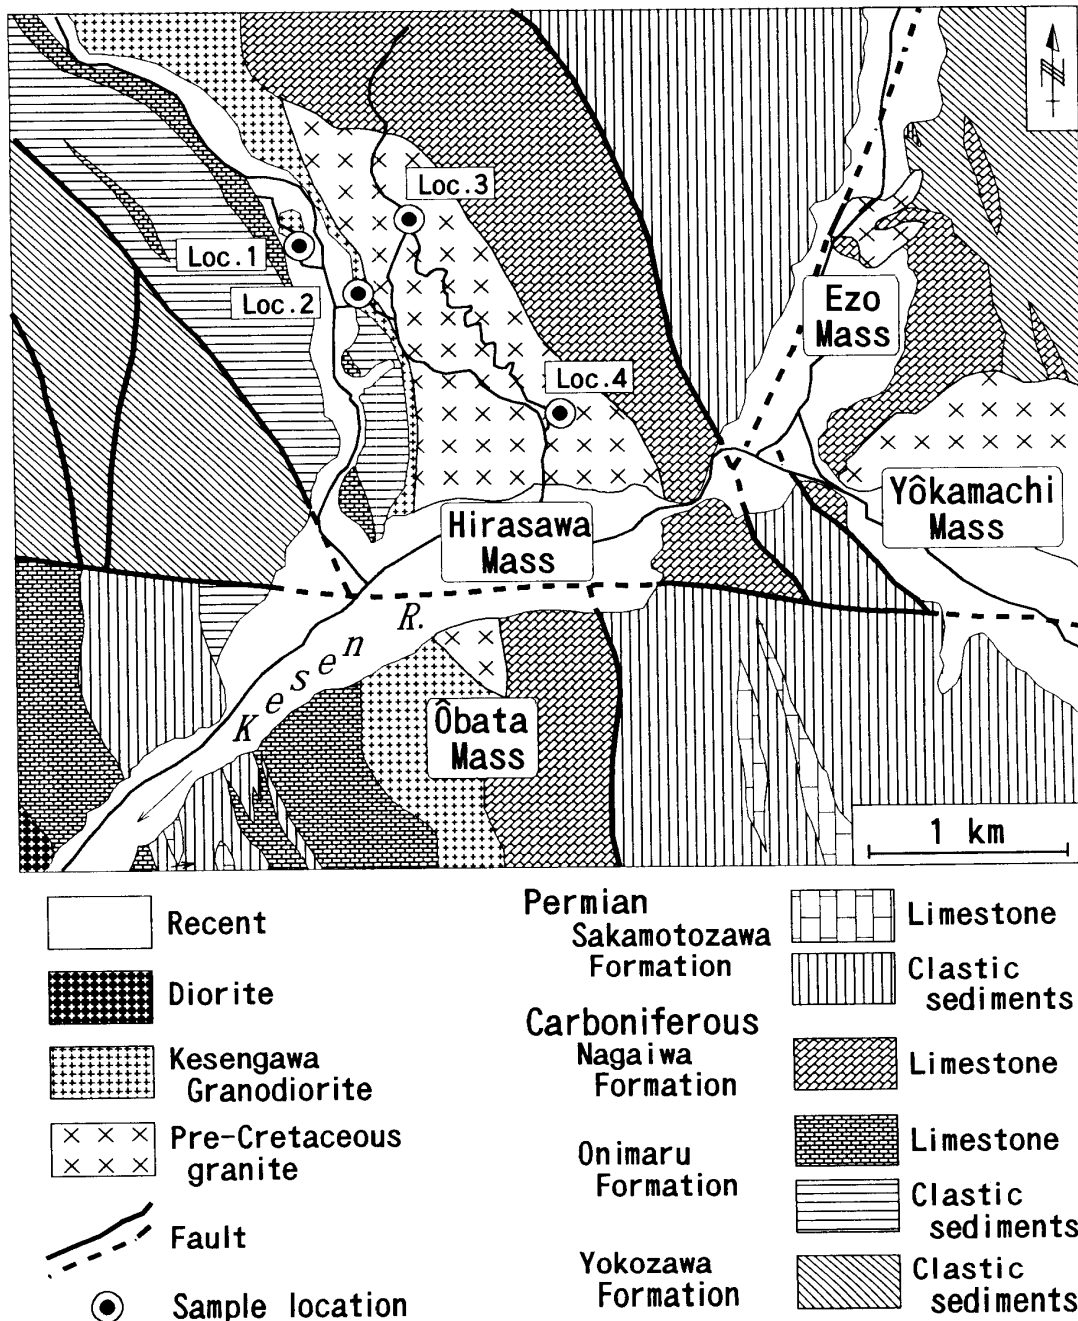 N
Loc.3
Loc.1
Loc.2
Loc.4
Ezo
Mass
Yôkamachi
Mass
Hirasawa
Mass
Kesen R.
Ôbata
Mass
1 km
Recent
Diorite
Kesengawa
Granodiorite
Pre-Cretaceous
granite
Fault
Sample location
Permian
Sakamotozawa
Formation
Limestone
Clastic
sediments
Carboniferous
Nagaiwa
Formation
Limestone
Onimaru
Formation
Limestone
Clastic
sediments
Yokozawa
Formation
Clastic
sediments